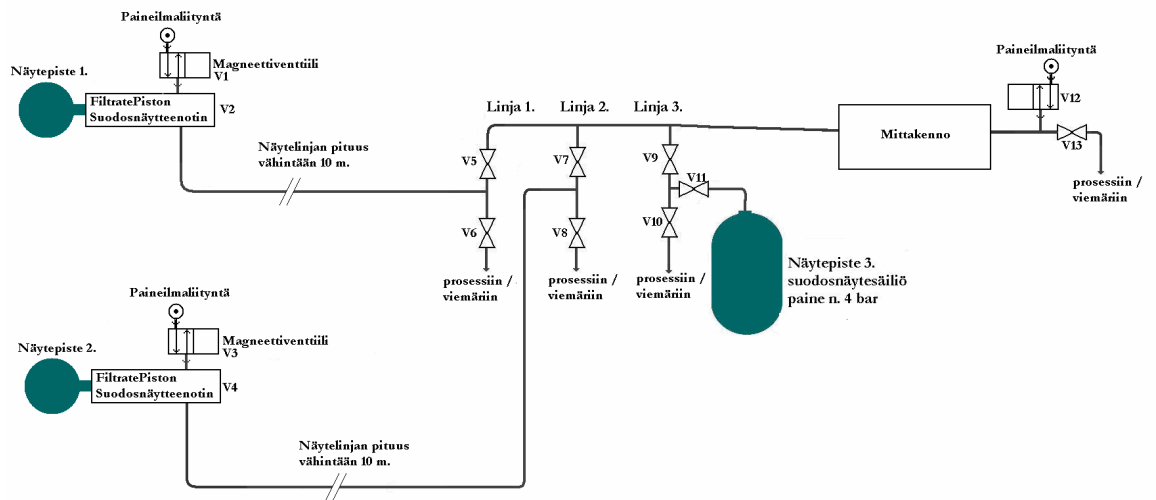 Paineilmaliityntä
Näytepiste 1.
Magneettiventtiili
V1
FiltratePiston
Suodosnäytteenotin
V2
Näytelinjan pituus
vähintään 10 m.
Linja 1.
Linja 2.
Linja 3.
V5
V7
V9
V11
V6
V8
V10
prosessiin /
viemäriin
prosessiin /
viemäriin
prosessiin /
viemäriin
Mittakenno
Paineilmaliityntä
V12
V13
prosessiin /
viemäriin
Näytepiste 3.
suodosnäytesäiliö
paine n. 4 bar
Paineilmaliityntä
Näytepiste 2.
Magneettiventtiili
V3
FiltratePiston
Suodosnäytteenotin
V4
Näytelinjan pituus
vähintään 10 m.